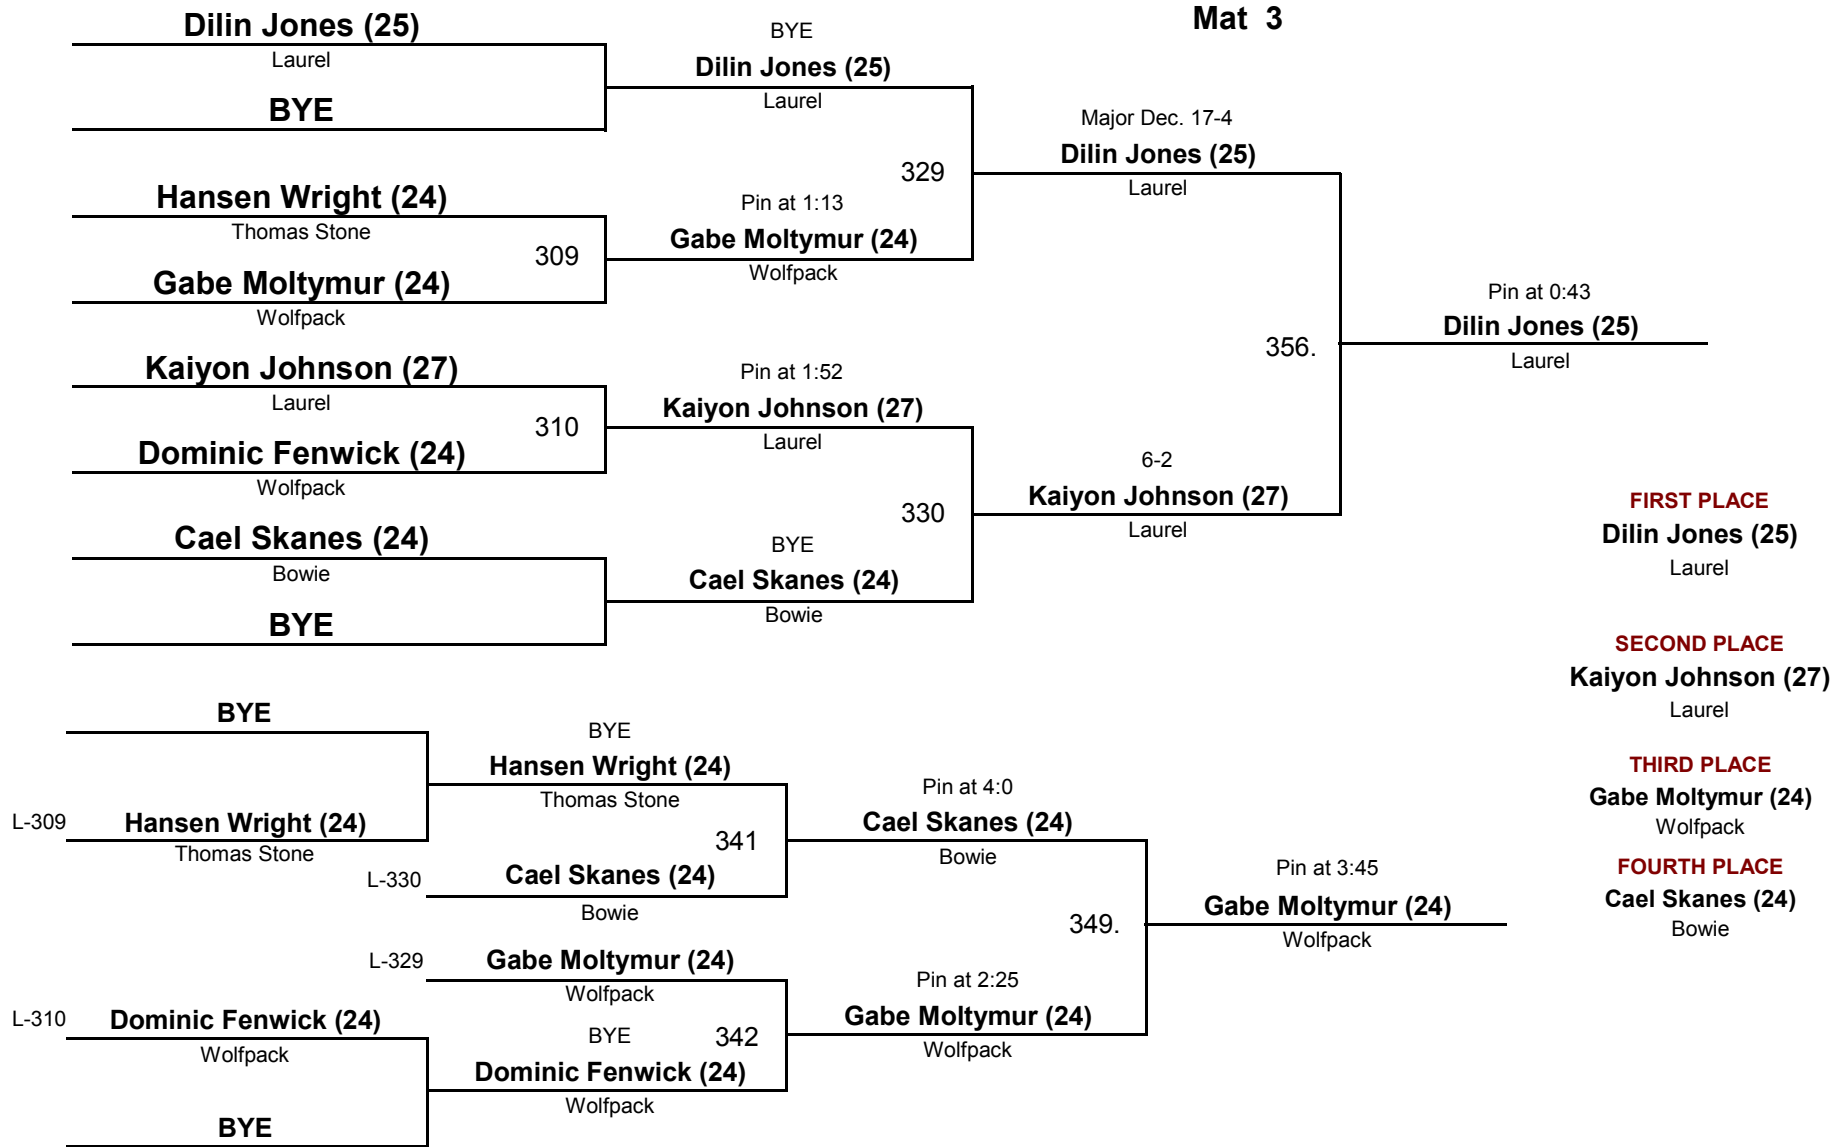 Mat 3
Dilin Jones (25)
Laurel
BYE
Hansen Wright (24)
Thomas Stone
309
Gabe Moltymur (24)
Wolfpack
Kaiyon Johnson (27)
Laurel
310
Dominic Fenwick (24)
Wolfpack
Cael Skanes (24)
Bowie
BYE
BYE
Dilin Jones (25)
Laurel
329
Pin at 1:13
Gabe Moltymur (24)
Wolfpack
Pin at 1:52
Kaiyon Johnson (27)
Laurel
330
BYE
Cael Skanes (24)
Bowie
Major Dec. 17-4
Dilin Jones (25)
Laurel
356.
6-2
Kaiyon Johnson (27)
Laurel
Pin at 0:43
Dilin Jones (25)
Laurel
BYE
L-309
Hansen Wright (24)
Thomas Stone
L-310
Dominic Fenwick (24)
Wolfpack
BYE
BYE
Hansen Wright (24)
Thomas Stone
341
L-330
Cael Skanes (24)
Bowie
L-329
Gabe Moltymur (24)
Wolfpack
BYE
342
Dominic Fenwick (24)
Wolfpack
Pin at 4:0
Cael Skanes (24)
Bowie
349.
Pin at 2:25
Gabe Moltymur (24)
Wolfpack
Pin at 3:45
Gabe Moltymur (24)
Wolfpack
FIRST PLACE
Dilin Jones (25)
Laurel
SECOND PLACE
Kaiyon Johnson (27)
Laurel
THIRD PLACE
Gabe Moltymur (24)
Wolfpack
FOURTH PLACE
Cael Skanes (24)
Bowie